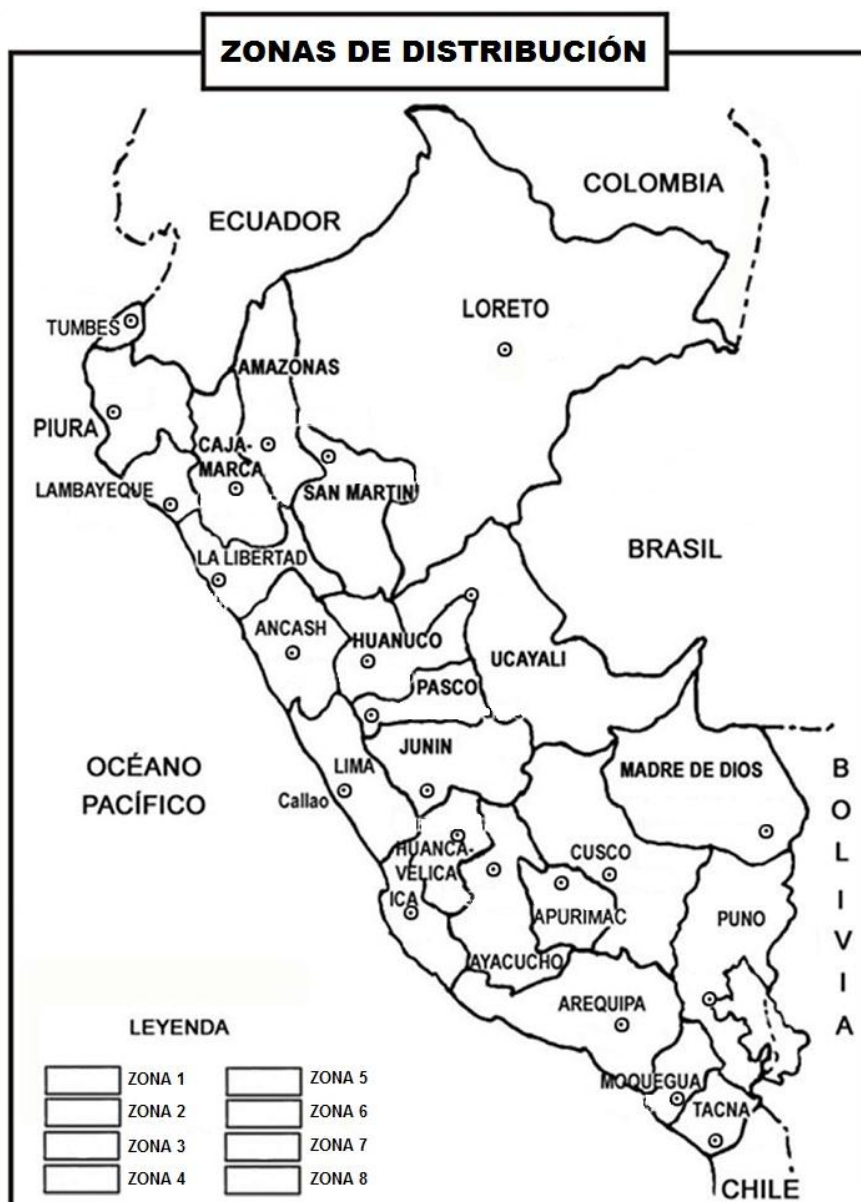 ZONAS DE DISTRIBUCIÓN
COLOMBIA
ECUADOR
LORETO
TUMBES
AMAZONAS
PIURA
CAJA-
MARCA
LAMBAYEQUE
SAN MARTIN
LA LIBERTAD
BRASIL
ANCASH
HUANUCO
UCAYALI
PASCO
JUNIN
OCÉANO
PACÍFICO
LIMA
MADRE DE DIOS
Callao
BOLIVIA
HUANCA-
VELICA
CUSCO
ICA
APURIMAC
PUNO
AYACUCHO
AREQUIPA
MOQUEGUA
TACNA
CHILE
LEYENDA
ZONA 1
ZONA 2
ZONA 3
ZONA 4
ZONA 5
ZONA 6
ZONA 7
ZONA 8